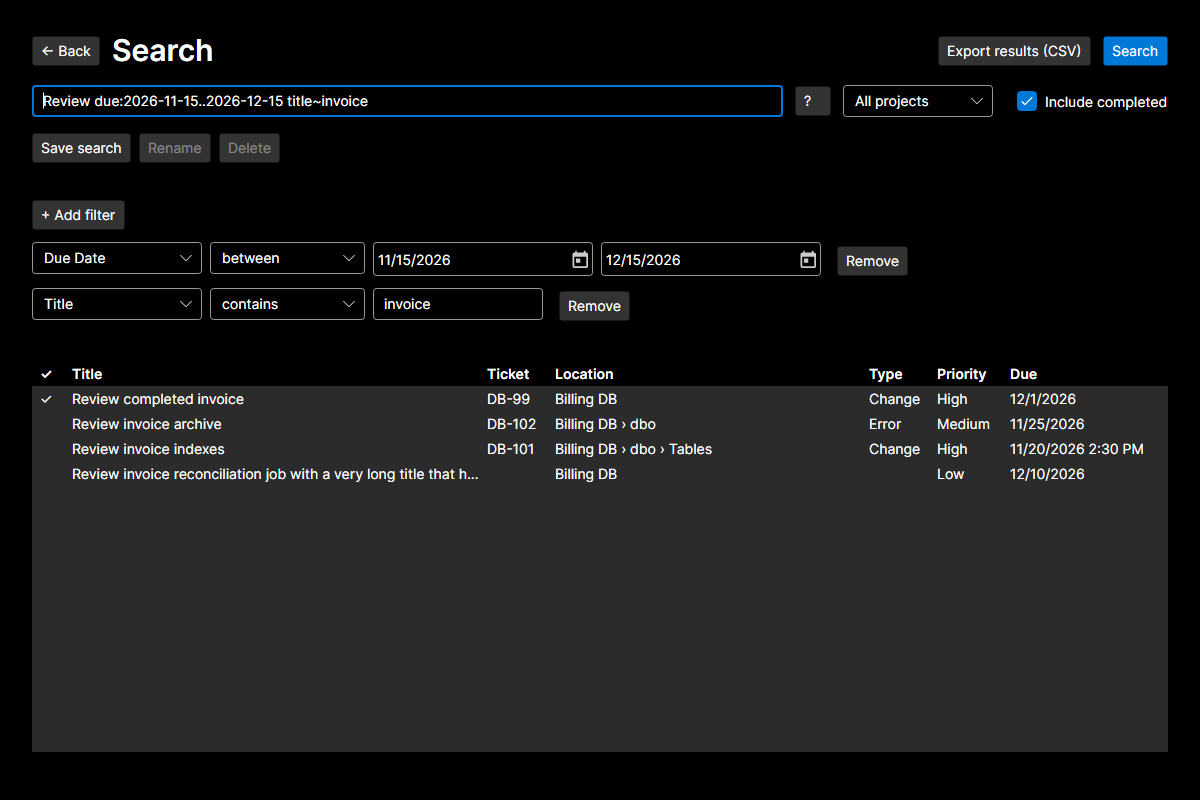 ← Back Search Export results (CSV) Search
Review due:2026-11-15..2026-12-15 title~invoice ? All projects Include completed
Save search Rename Delete
+ Add filter
Due Date between 11/15/2026 12/15/2026 Remove
Title contains invoice Remove
✓ Title Ticket Location Type Priority Due
✓ Review completed invoice DB-99 Billing DB Change High 12/1/2026
Review invoice archive DB-102 Billing DB › dbo Error Medium 11/25/2026
Review invoice indexes DB-101 Billing DB › dbo › Tables Change High 11/20/2026 2:30 PM
Review invoice reconciliation job with a very long title that h... Billing DB Low 12/10/2026